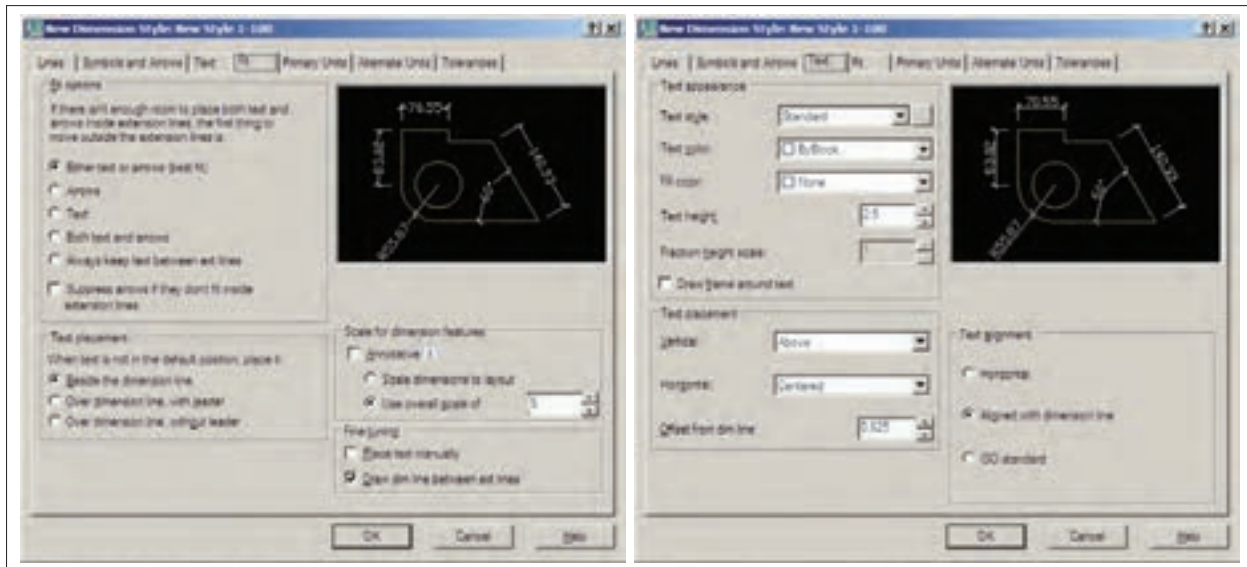 New Dimension Style: New Style 1-100
Lines Symbols and Arrows Text Fit Primary Units Alternate Units Tolerances
Fit options
If there isn't enough room to place both text and
arrows inside extension lines, the first thing to
move outside the extension lines is:
Either text or arrows (best fit)
Arrows
Text
Both text and arrows
Always keep text between ext lines
Suppress arrows if they don't fit inside
extension lines
Text placement
When text is not in the default position, place it:
Beside the dimension line
Over dimension line, with leader
Over dimension line, without leader
Scale for dimension features
Annotative
Scale dimensions to layout
Use overall scale of
Fine tuning
Place text manually
Draw dim line between ext lines
OK Cancel Help
New Dimension Style: New Style 1-100
Lines Symbols and Arrows Text Fit Primary Units Alternate Units Tolerances
Text appearance
Text style: Standard
Text color: ByBlock
Fill color: None
Text height: 2.5
Fraction height scale:
Draw frame around text
70.55
Text placement
Vertical: Above
Horizontal: Centered
Offset from dim line: 0.625
Text alignment
Horizontal
Aligned with dimension line
ISO standard
OK Cancel Help